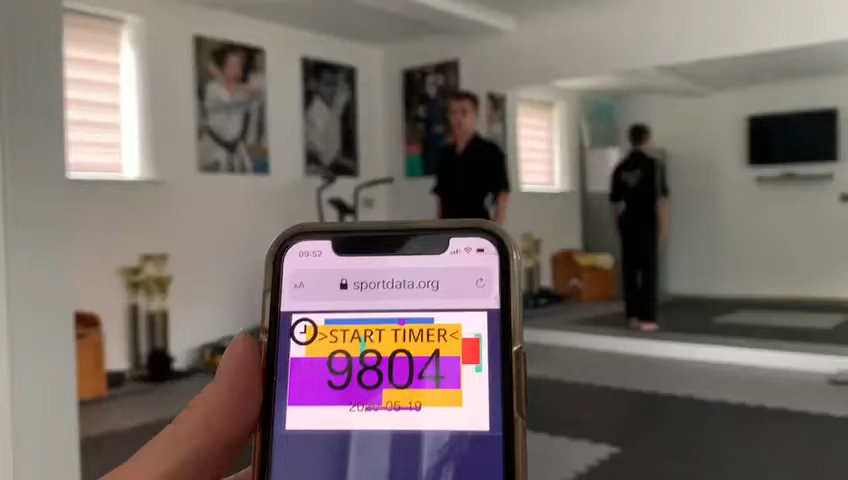 09:52
AA sportdata.org
>START TIMER<
9804
2020-05-19